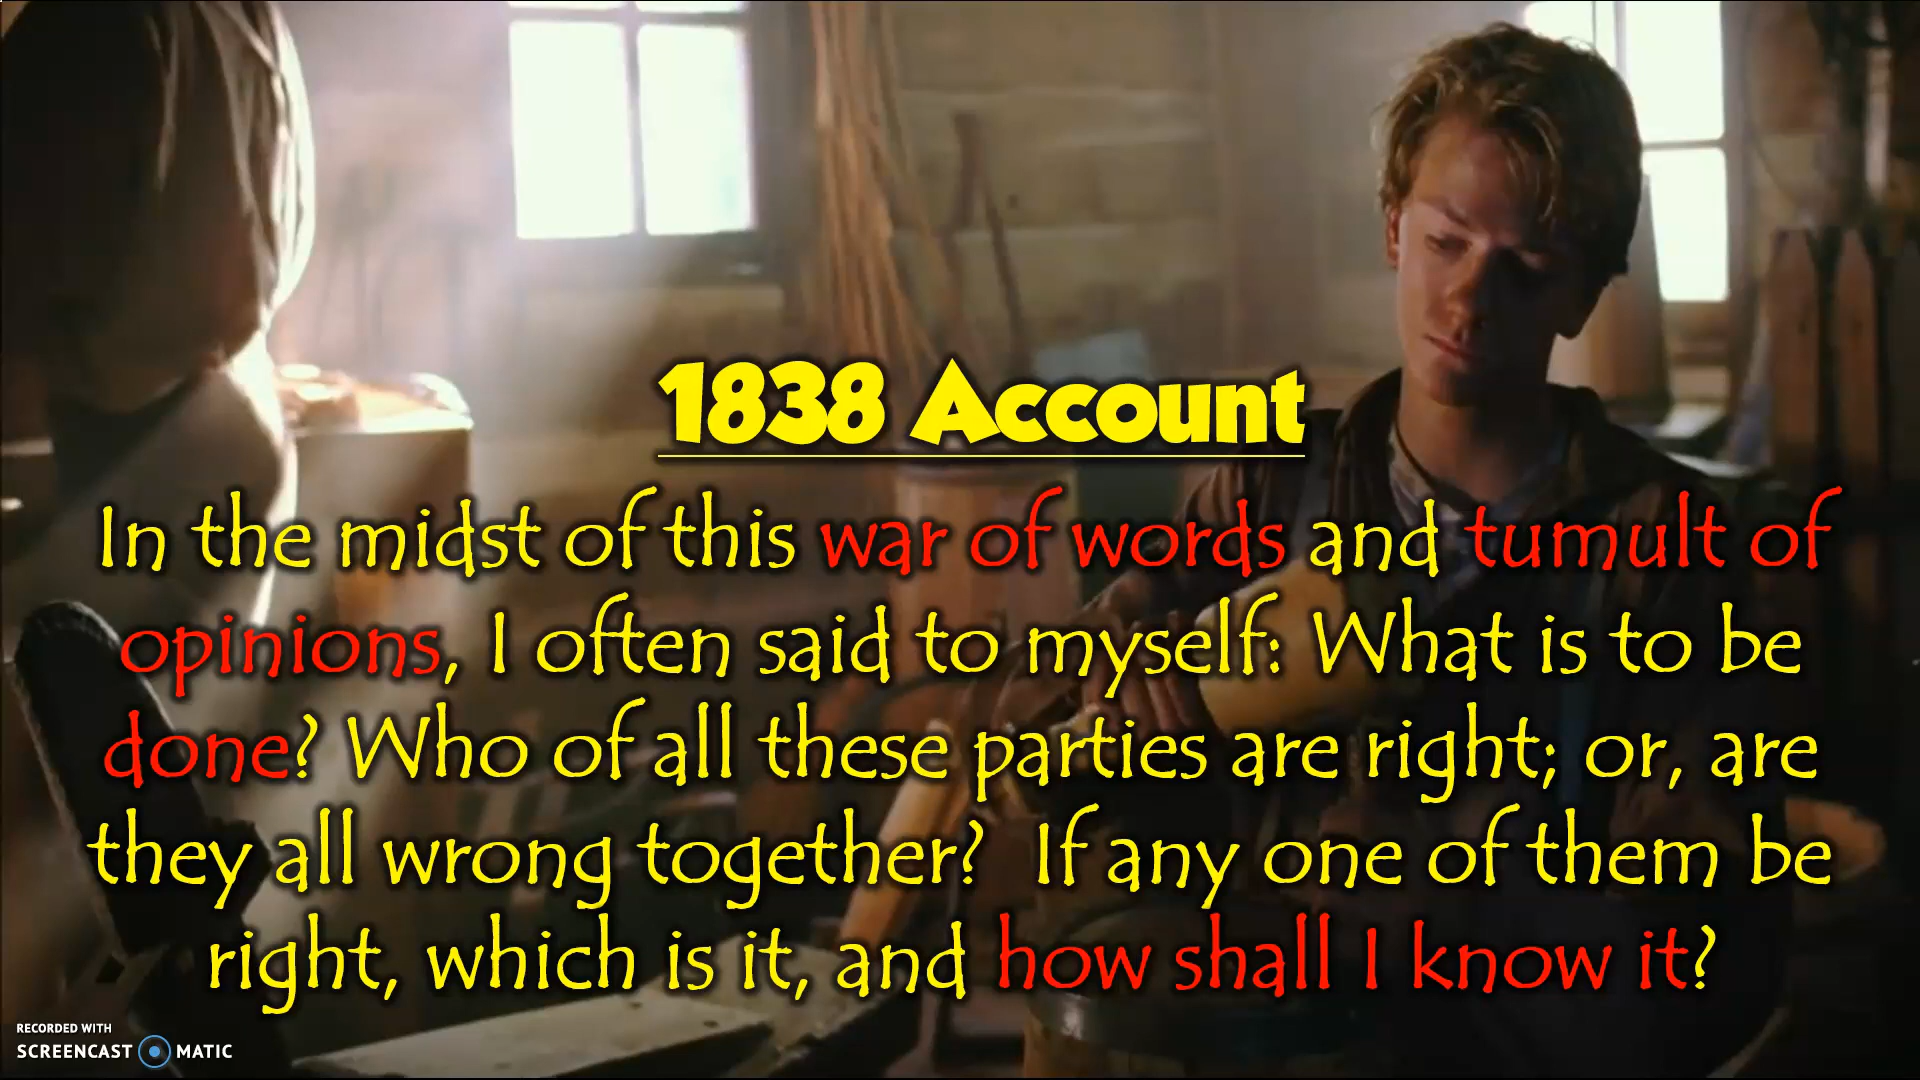 1838 Account
In the midst of this war of words and tumult of
opinions, I often said to myself: What is to be
done? Who of all these parties are right; or, are
they all wrong together? If any one of them be
right, which is it, and how shall I know it?
RECORDED WITH
SCREENCAST MATIC